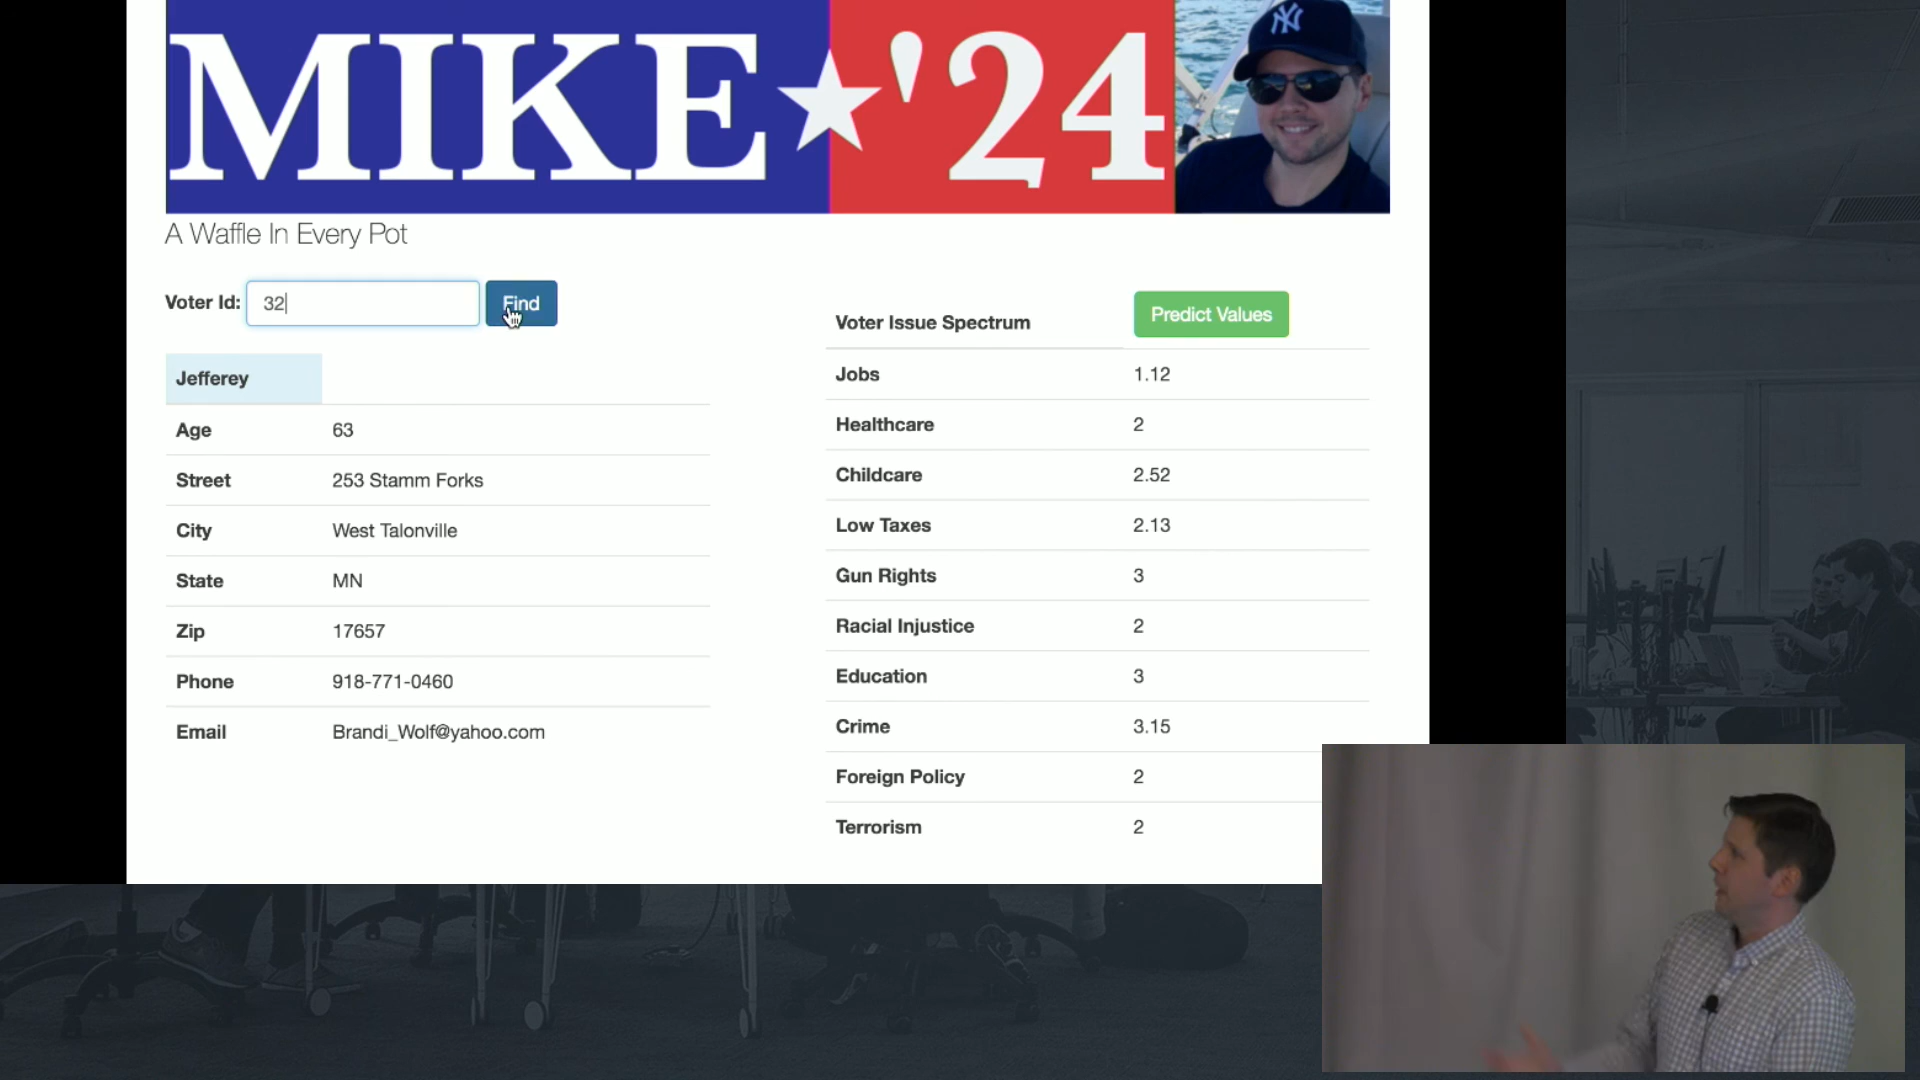 MIKE★'24
NY
A Waffle In Every Pot
Voter Id: 32 Find
Jefferey
Age 63
Street 253 Stamm Forks
City West Talonville
State MN
Zip 17657
Phone 918-771-0460
Email Brandi_Wolf@yahoo.com
Voter Issue Spectrum Predict Values
Jobs 1.12
Healthcare 2
Childcare 2.52
Low Taxes 2.13
Gun Rights 3
Racial Injustice 2
Education 3
Crime 3.15
Foreign Policy 2
Terrorism 2